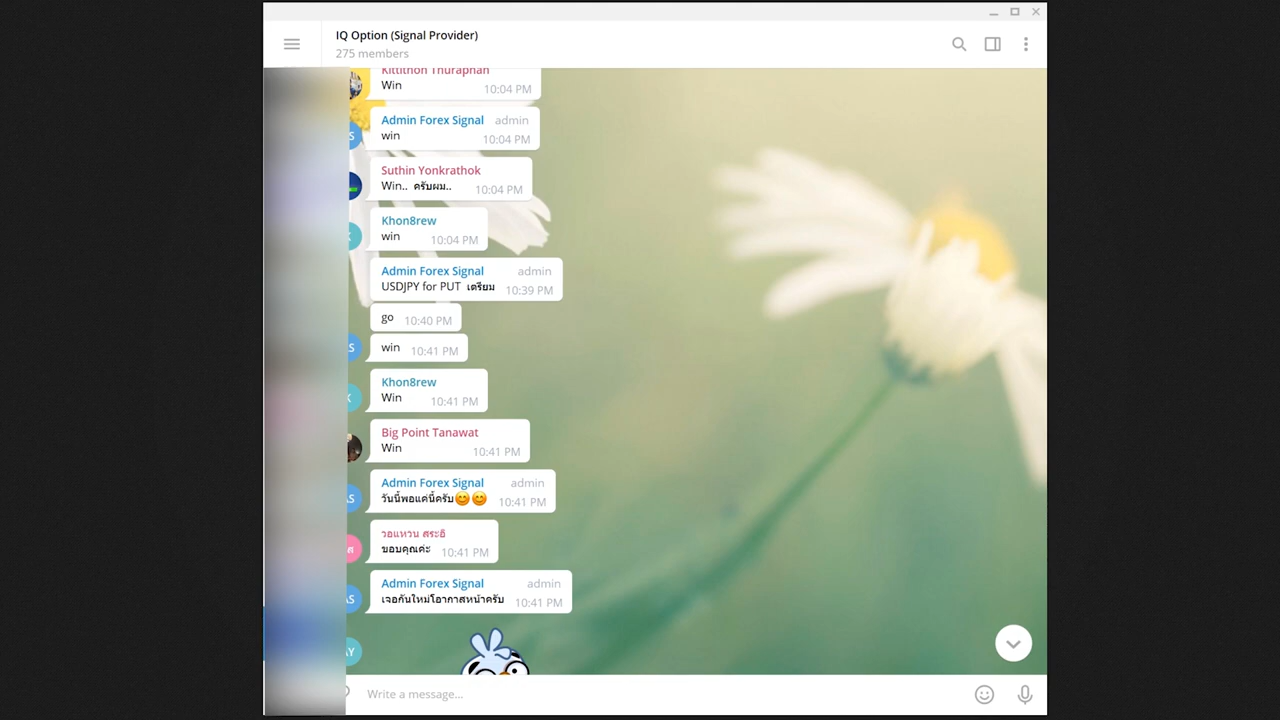 IQ Option (Signal Provider)
275 members
Kittithon Thuraphan
Win 10:04 PM
Admin Forex Signal admin
win 10:04 PM
Suthin Yonkrathok
Win.. ครับผม.. 10:04 PM
Khon8rew
win 10:04 PM
Admin Forex Signal admin
USDJPY for PUT เตรียม 10:39 PM
go 10:40 PM
S
win 10:41 PM
Khon8rew
Win 10:41 PM
Big Point Tanawat
Win 10:41 PM
Admin Forex Signal admin
วันนี้พอแค่นี้ครับ😊😊 10:41 PM
วอแหวน สระอิ
ขอบคุณค่ะ 10:41 PM
Admin Forex Signal admin
เจอกันใหม่โอากาสหน้าครับ 10:41 PM
AY
Write a message...